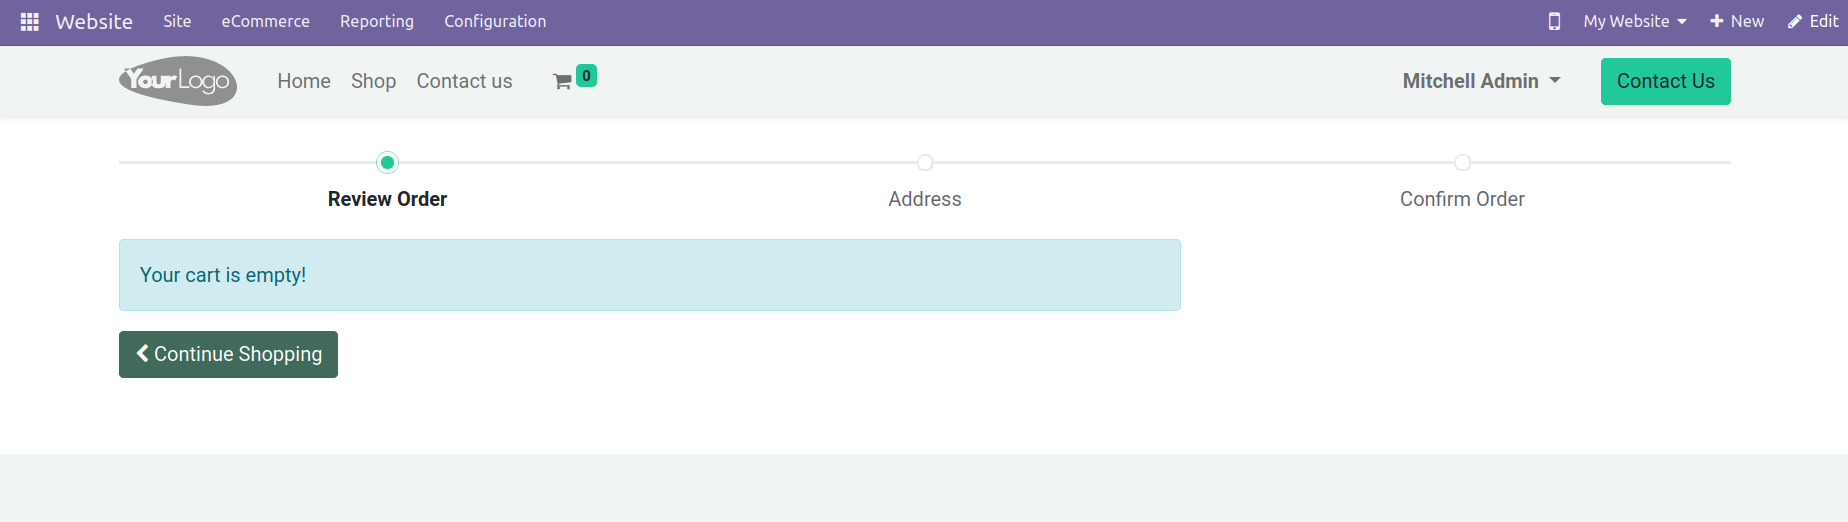 Website Site eCommerce Reporting Configuration My Website New Edit
YourLogo Home Shop Contact us 0 Mitchell Admin Contact Us
Review Order Address Confirm Order
Your cart is empty!
Continue Shopping